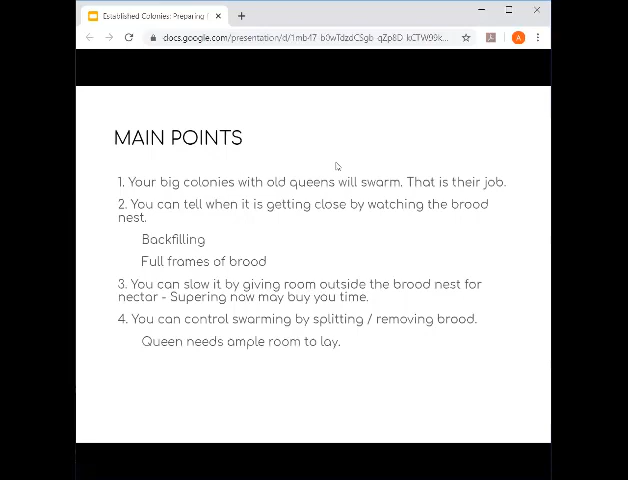 Established Colonies: Preparing
docs.google.com/presentation/d/
A
MAIN POINTS
1. Your big colonies with old queens will swarm. That is their job.
2. You can tell when it is getting close by watching the brood
nest.
Backfilling
Full frames of brood
3. You can slow it by giving room outside the brood nest for
nectar - Supering now may buy you time.
4. You can control swarming by splitting / removing brood.
Queen needs ample room to lay.